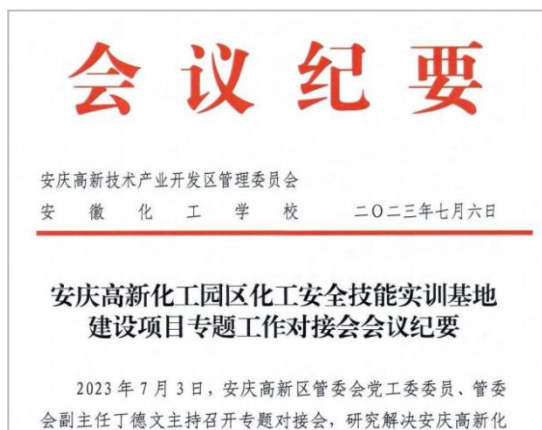 会议纪要
安庆高新技术产业开发区管理委员会
安徽化工学校 二〇二三年七月六日
安庆高新化工园区化工安全技能实训基地
建设项目专题工作对接会会议纪要
2023年7月3日，安庆高新区管委会党工委委员、管委
会副主任丁德文主持召开专题对接会，研究解决安庆高新化